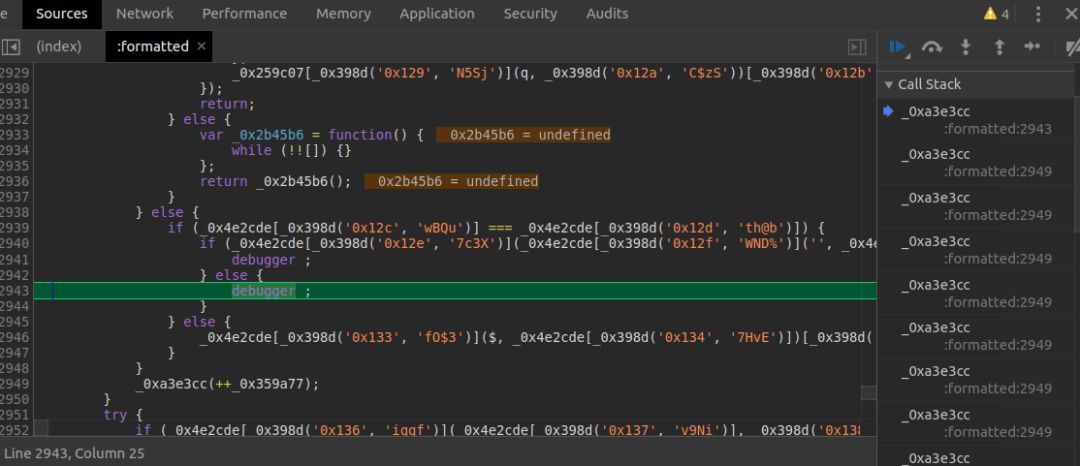 e Sources Network Performance Memory Application Security Audits 4
(index) :formatted ×
2929 _0x259c07[_0x398d('0x129', 'N5Sj')](q, _0x398d('0x12a', 'C$zS'))[_0x398d('0x12b'
2930 });
2931 return;
2932 } else {
2933 var _0x2b45b6 = function() { _0x2b45b6 = undefined
2934 while (!![]) {}
2935 };
2936 return _0x2b45b6(); _0x2b45b6 = undefined
2937 }
2938 } else {
2939 if (_0x4e2cde[_0x398d('0x12c', 'wBQu')] === _0x4e2cde[_0x398d('0x12d', 'th@b')]) {
2940 if (_0x4e2cde[_0x398d('0x12e', '7c3X')](_0x4e2cde[_0x398d('0x12f', 'WND%')]('', _0x4e
2941 debugger ;
2942 } else {
2943 debugger ;
2944 }
2945 } else {
2946 _0x4e2cde[_0x398d('0x133', 'fO$3')]($, _0x4e2cde[_0x398d('0x134', '7HvE')])[_0x398d('
2947 }
2948 }
2949 _0xa3e3cc(++_0x359a77);
2950 }
2951 try {
2952 if (_0x4e2cde[_0x398d('0x136', 'iqqf')](_0x4e2cde[_0x398d('0x137', 'v9Ni')], _0x398d('0x138
Line 2943, Column 25
Call Stack
_0xa3e3cc
:formatted:2943
_0xa3e3cc
:formatted:2949
_0xa3e3cc
:formatted:2949
_0xa3e3cc
:formatted:2949
_0xa3e3cc
:formatted:2949
_0xa3e3cc
:formatted:2949
_0xa3e3cc
:formatted:2949
_0xa3e3cc
:formatted:2949
_0xa3e3cc